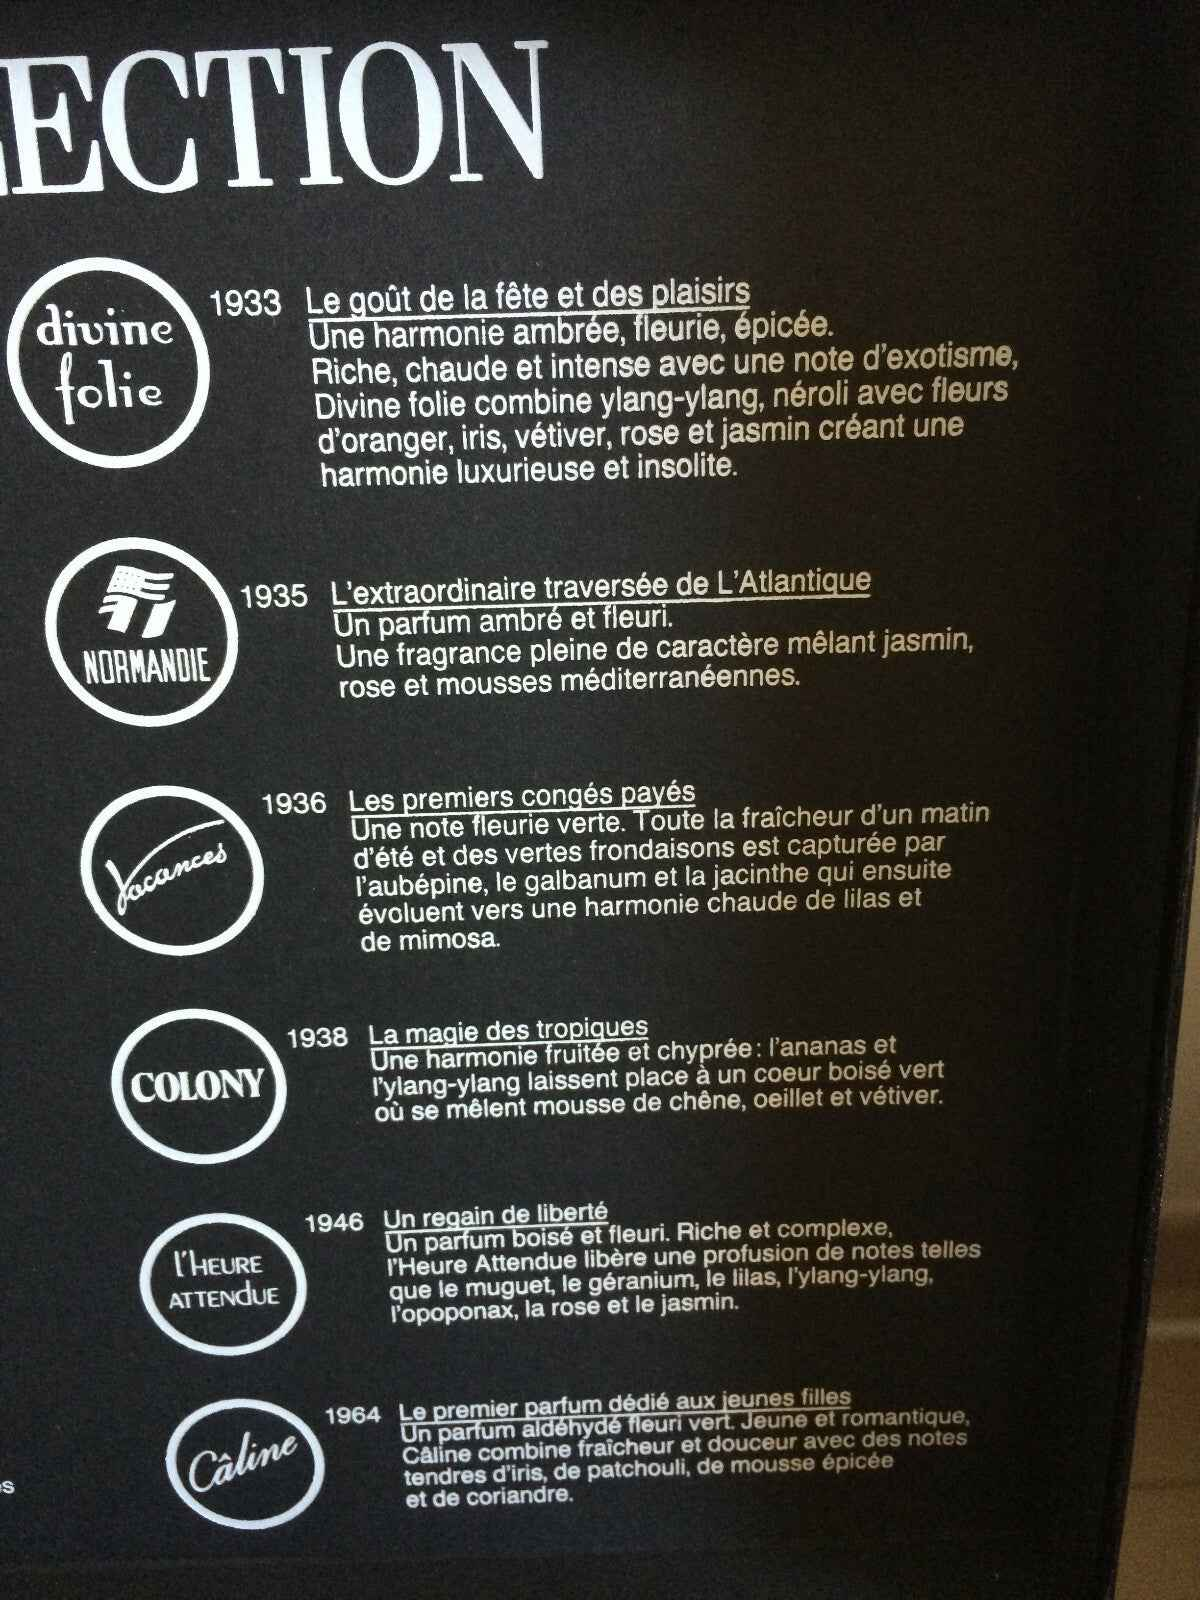 ECTION
divine
folie
1933 Le goût de la fête et des plaisirs
Une harmonie ambrée, fleurie, épicée.
Riche, chaude et intense avec une note d'exotisme,
Divine folie combine ylang-ylang, néroli avec fleurs
d'oranger, iris, vétiver, rose et jasmin créant une
harmonie luxurieuse et insolite.
NORMANDIE
1935 L'extraordinaire traversée de L'Atlantique
Un parfum ambré et fleuri.
Une fragrance pleine de caractère mêlant jasmin,
rose et mousses méditerranéennes.
Vacances
1936 Les premiers congés payés
Une note fleurie verte. Toute la fraîcheur d'un matin
d'été et des vertes frondaisons est capturée par
l'aubépine, le galbanum et la jacinthe qui ensuite
évoluent vers une harmonie chaude de lilas et
de mimosa.
COLONY
1938 La magie des tropiques
Une harmonie fruitée et chyprée : l'ananas et
l'ylang-ylang laissent place à un coeur boisé vert
où se mêlent mousse de chêne, oeillet et vétiver.
l'HEURE
ATTENdUE
1946 Un regain de liberté
Un parfum boisé et fleuri. Riche et complexe,
l'Heure Attendue libère une profusion de notes telles
que le muguet, le géranium, le lilas, l'ylang-ylang,
l'opoponax, la rose et le jasmin.
Câline
1964 Le premier parfum dédié aux jeunes filles
Un parfum aldéhydé fleuri vert. Jeune et romantique,
Câline combine fraîcheur et douceur avec des notes
tendres d'iris, de patchouli, de mousse épicée
et de coriandre.